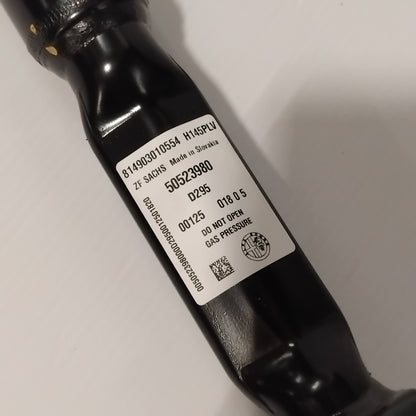 814903010554 H145PLV
ZF SACHS Made in Slovakia
50523980
D295
00125 018 0 5
DO NOT OPEN
GAS PRESSURE